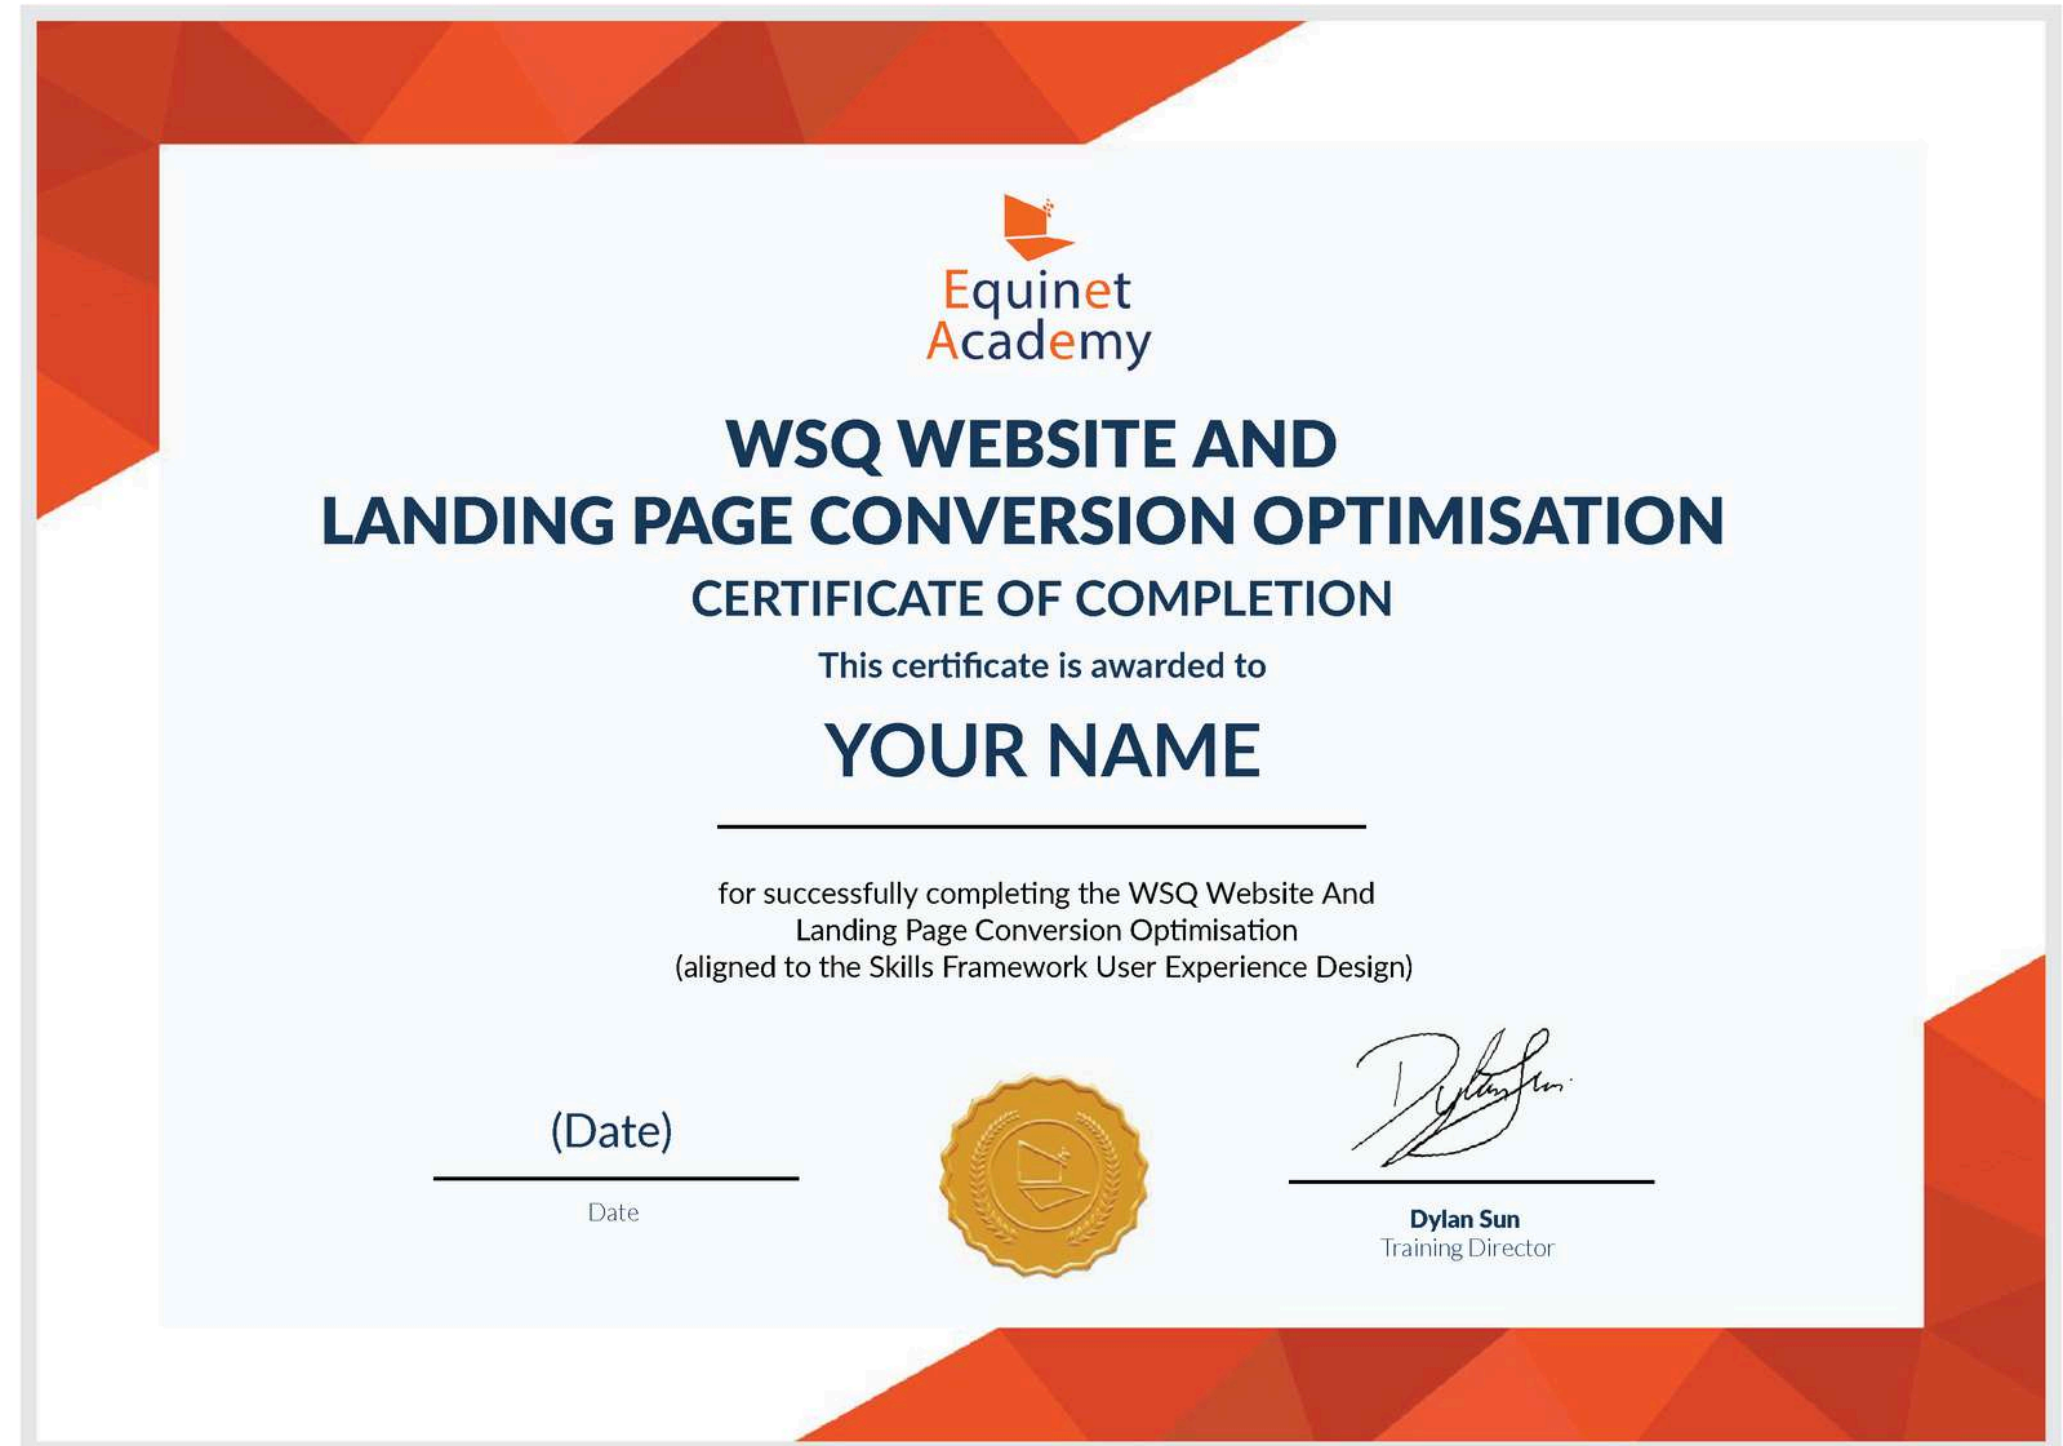 Equinet
Academy
WSQ WEBSITE AND
LANDING PAGE CONVERSION OPTIMISATION
CERTIFICATE OF COMPLETION
This certificate is awarded to
YOUR NAME
for successfully completing the WSQ Website And
Landing Page Conversion Optimisation
(aligned to the Skills Framework User Experience Design)
(Date)
Date
Dylan Sun
Dylan Sun
Training Director